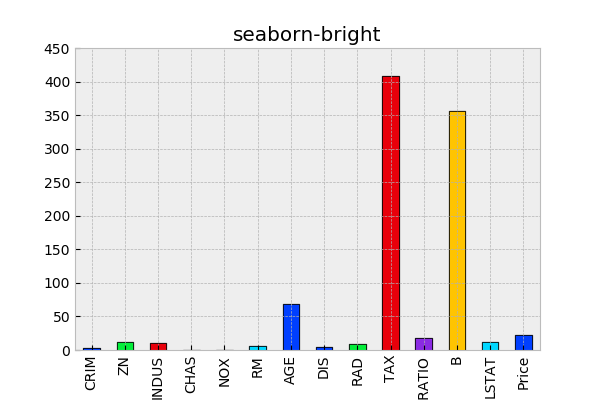 seaborn-bright
450
400
350
300
250
200
150
100
50
0
CRIM
ZN
INDUS
CHAS
NOX
RM
AGE
DIS
RAD
TAX
RATIO
B
LSTAT
Price